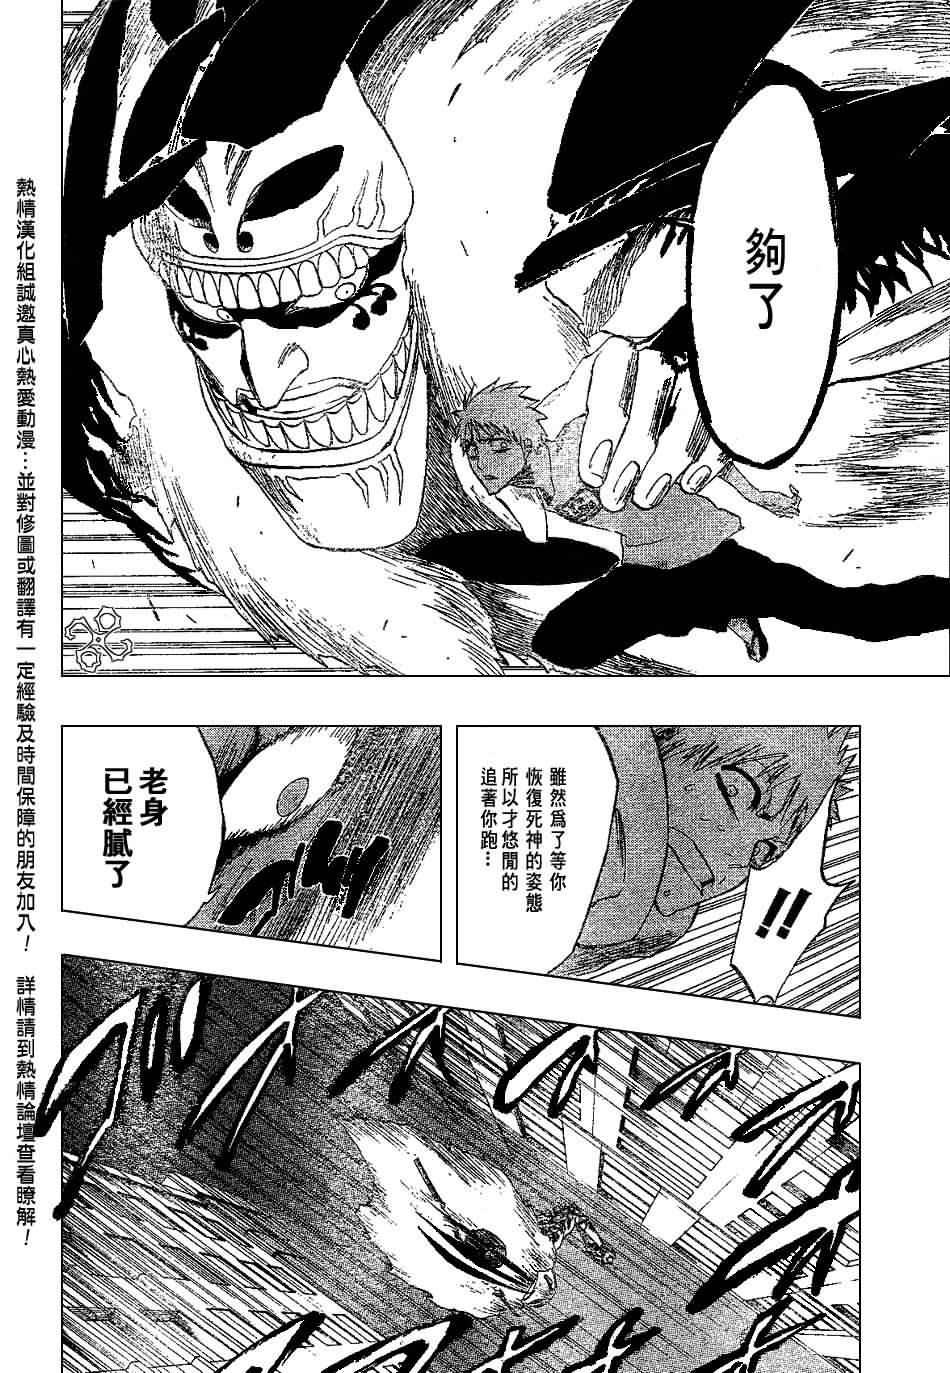 夠了
!!
雖然為了等你
恢復死神的姿態
所以才悠閒的
追著你跑…
老身
已經膩了
熱情漢化組誠邀真心熱愛動漫…並對修圖或翻譯有一定經驗及時間保障的朋友加入！ 詳情請到熱情論壇查看瞭解！